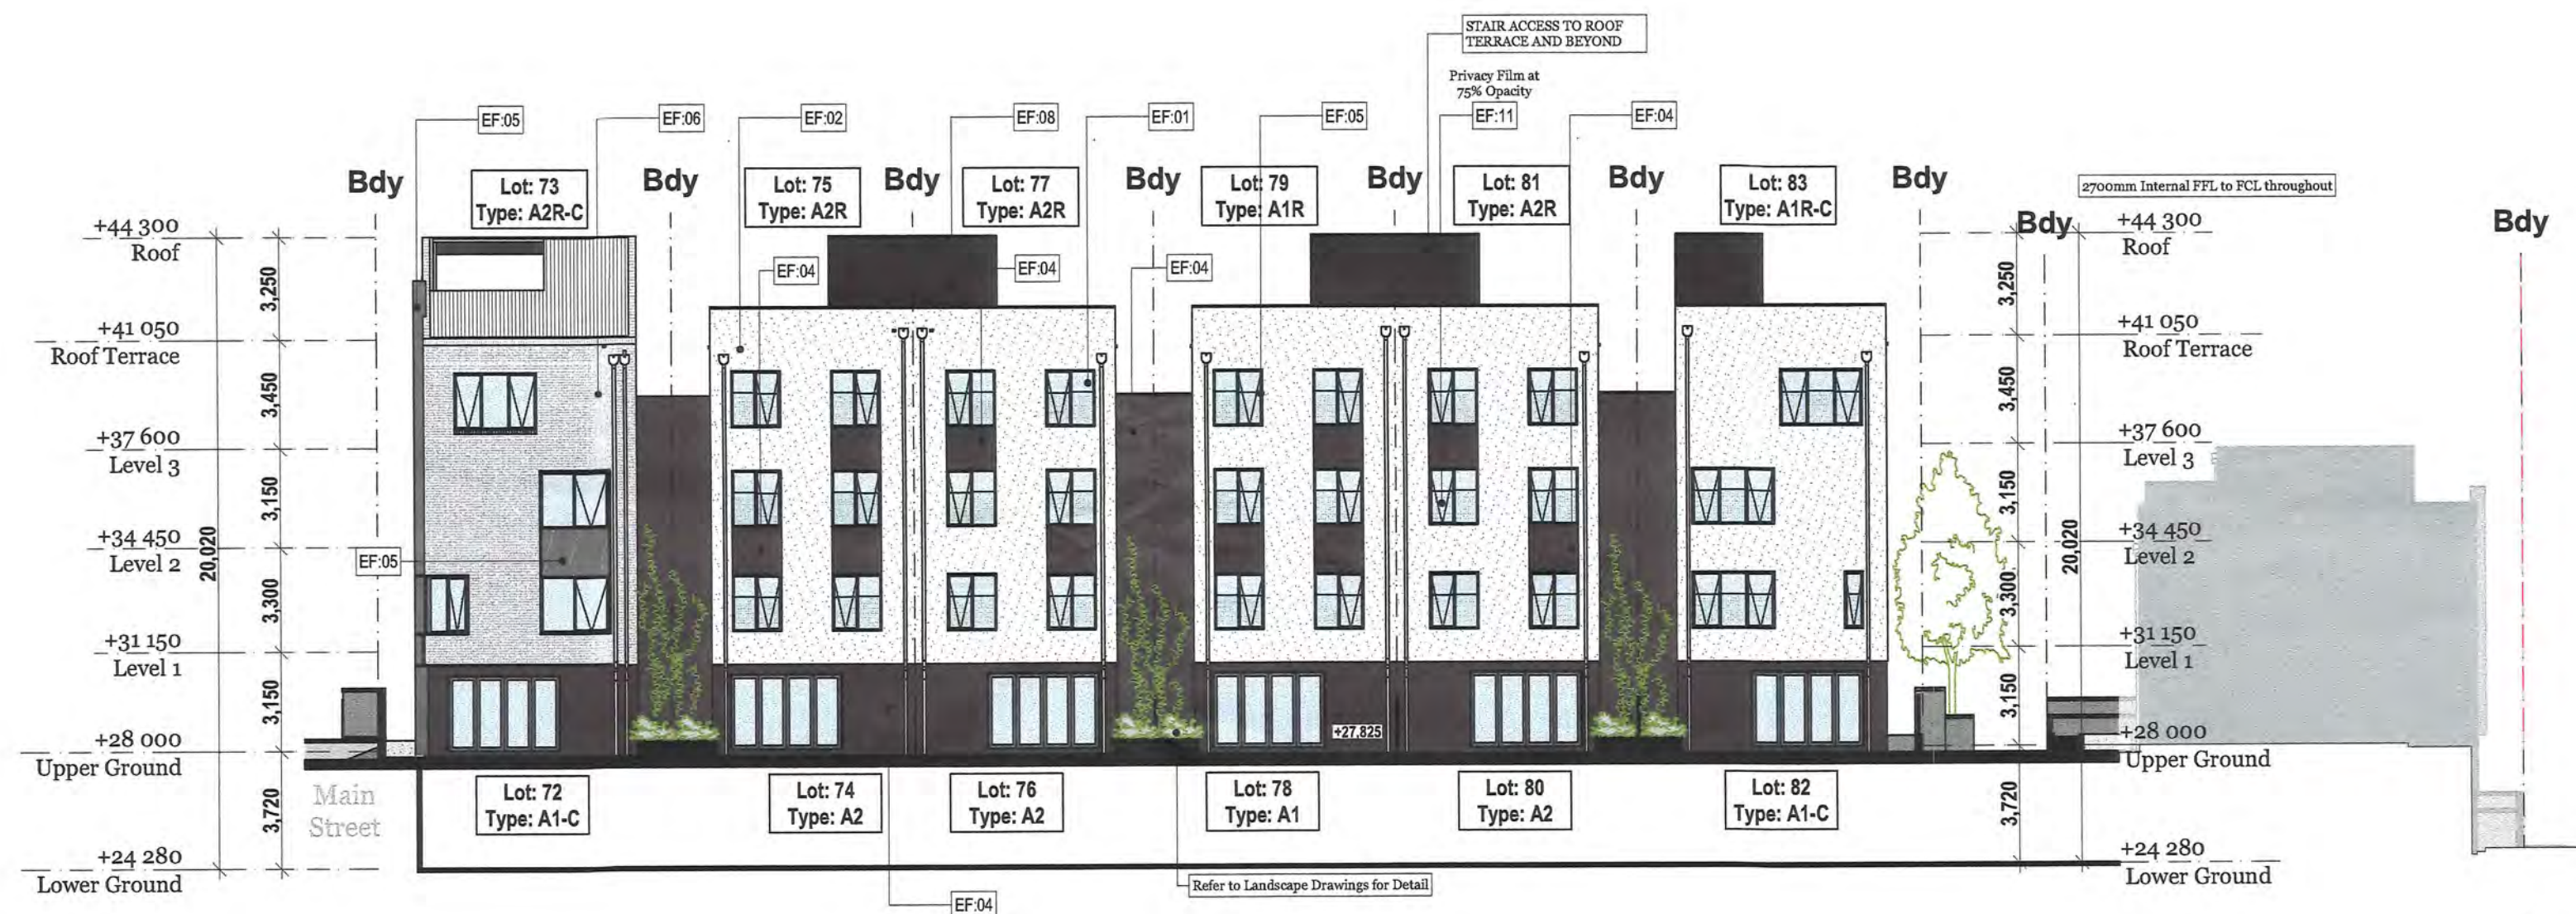 STAIR ACCESS TO ROOF
TERRACE AND BEYOND
Privacy Film at
75% Opacity
EF:05
EF:06
EF:02
EF:08
EF:01
EF:05
EF:11
EF:04
Bdy
Lot: 73
Type: A2R-C
Bdy
Lot: 75
Type: A2R
Bdy
Lot: 77
Type: A2R
Bdy
Lot: 79
Type: A1R
Bdy
Lot: 81
Type: A2R
Bdy
Lot: 83
Type: A1R-C
Bdy
2700mm Internal FFL to FCL throughout
Bdy
Bdy
+44 300
Roof
3,250
+41 050
Roof Terrace
3,450
+37 600
Level 3
3,150
+34 450
Level 2
20,020
3,300
+31 150
Level 1
3,150
+28 000
Upper Ground
3,720
+24 280
Lower Ground
EF:04
EF:04
EF:04
EF:05
+27.825
Main
Street
Lot: 72
Type: A1-C
Lot: 74
Type: A2
Lot: 76
Type: A2
Lot: 78
Type: A1
Lot: 80
Type: A2
Lot: 82
Type: A1-C
+44 300
Roof
3,250
+41 050
Roof Terrace
3,450
+37 600
Level 3
3,150
+34 450
Level 2
20,020
3,300
+31 150
Level 1
3,150
+28 000
Upper Ground
3,720
+24 280
Lower Ground
Refer to Landscape Drawings for Detail
EF:04